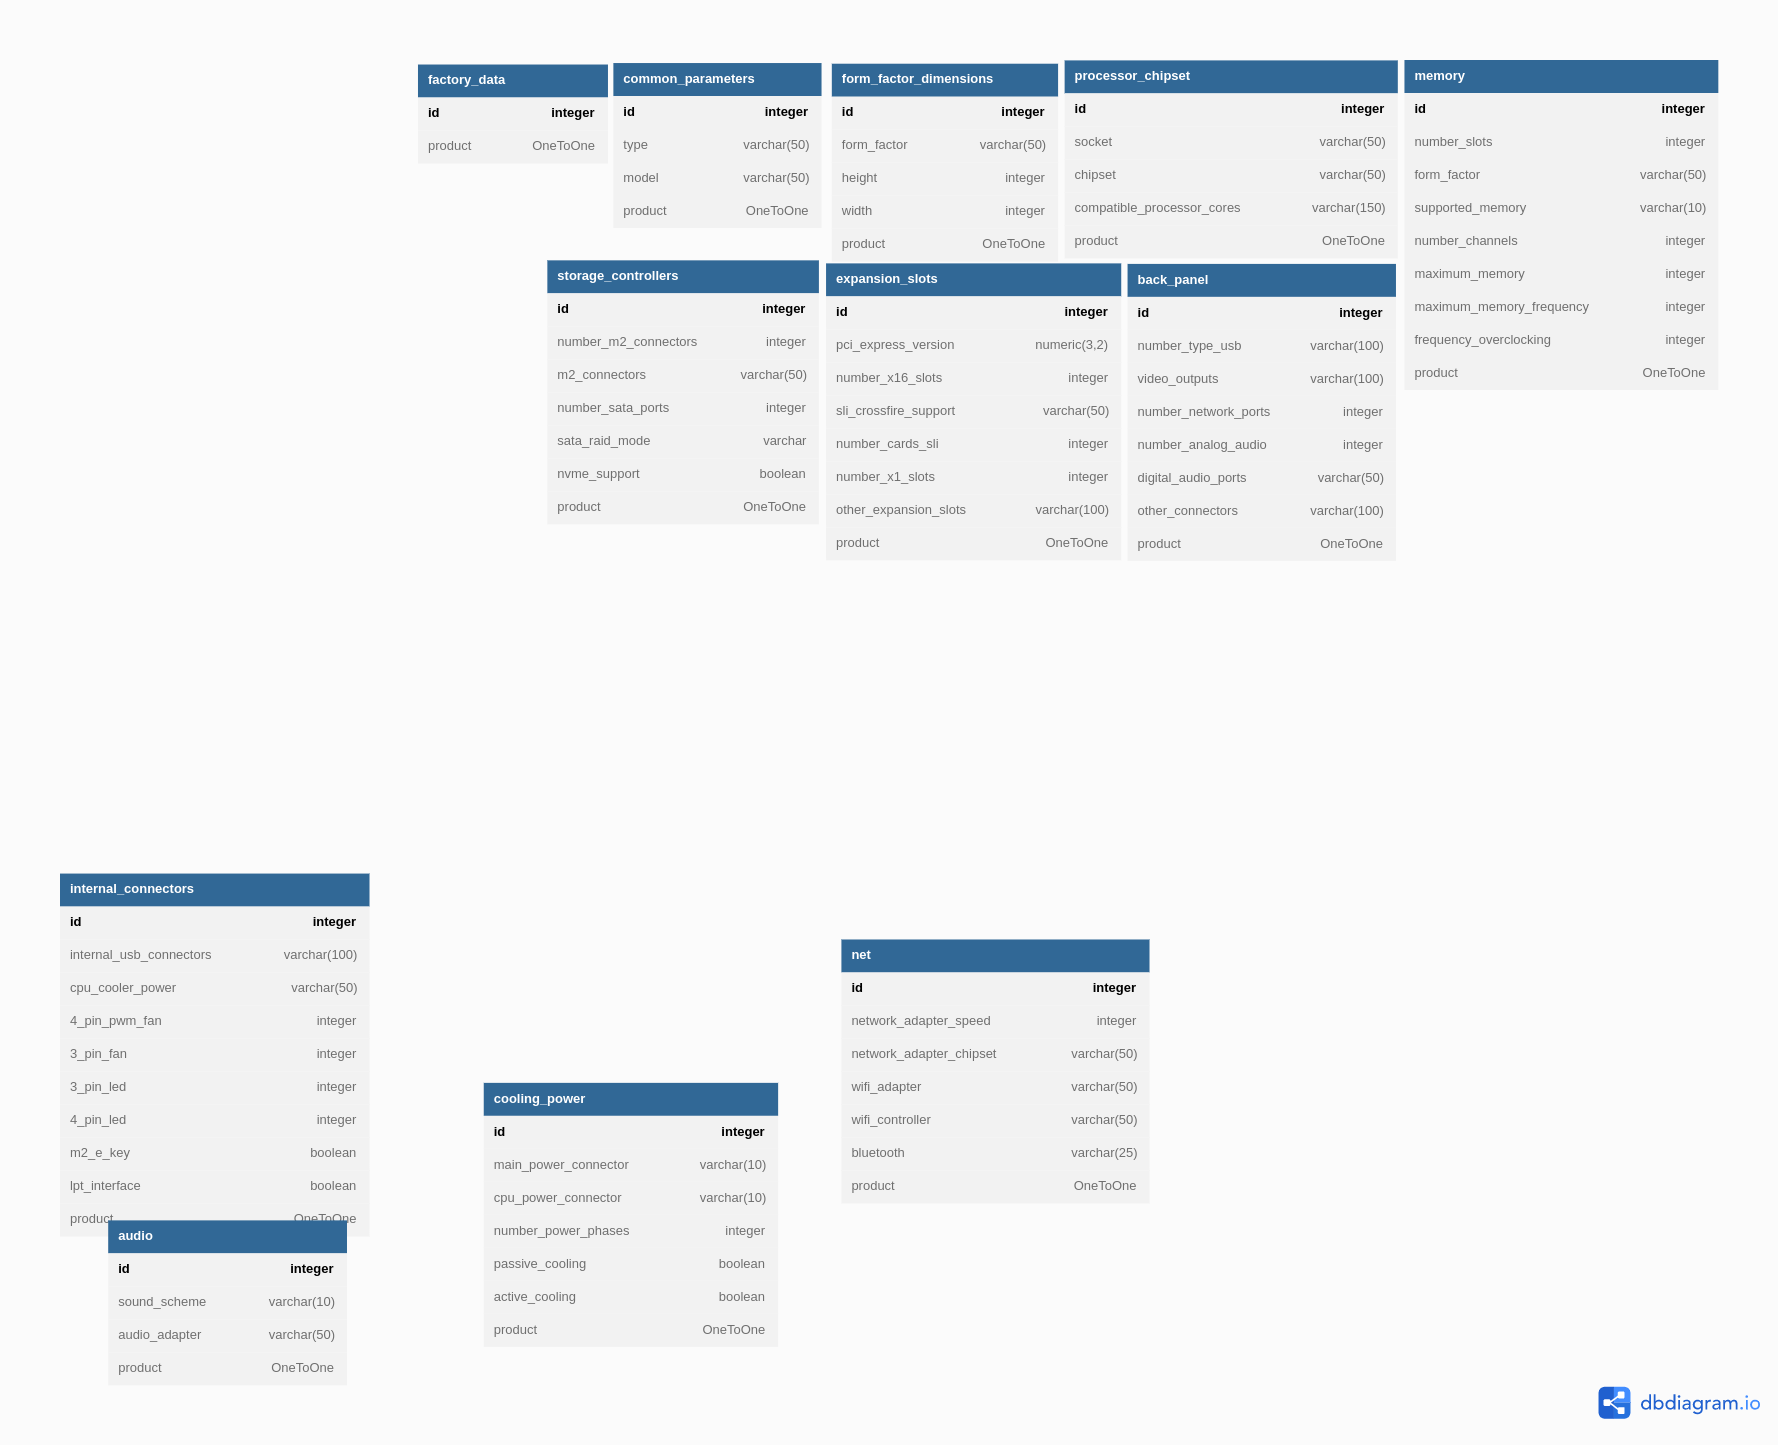 factory_data
id integer
product OneToOne
common_parameters
id integer
type varchar(50)
model varchar(50)
product OneToOne
form_factor_dimensions
id integer
form_factor varchar(50)
height integer
width integer
product OneToOne
processor_chipset
id integer
socket varchar(50)
chipset varchar(50)
compatible_processor_cores varchar(150)
product OneToOne
memory
id integer
number_slots integer
form_factor varchar(50)
supported_memory varchar(10)
number_channels integer
maximum_memory integer
maximum_memory_frequency integer
frequency_overclocking integer
product OneToOne
storage_controllers
id integer
number_m2_connectors integer
m2_connectors varchar(50)
number_sata_ports integer
sata_raid_mode varchar
nvme_support boolean
product OneToOne
expansion_slots
id integer
pci_express_version numeric(3,2)
number_x16_slots integer
sli_crossfire_support varchar(50)
number_cards_sli integer
number_x1_slots integer
other_expansion_slots varchar(100)
product OneToOne
back_panel
id integer
number_type_usb varchar(100)
video_outputs varchar(100)
number_network_ports integer
number_analog_audio integer
digital_audio_ports varchar(50)
other_connectors varchar(100)
product OneToOne
internal_connectors
id integer
internal_usb_connectors varchar(100)
cpu_cooler_power varchar(50)
4_pin_pwm_fan integer
3_pin_fan integer
3_pin_led integer
4_pin_led integer
m2_e_key boolean
lpt_interface boolean
product OneToOne
audio
id integer
sound_scheme varchar(10)
audio_adapter varchar(50)
product OneToOne
cooling_power
id integer
main_power_connector varchar(10)
cpu_power_connector varchar(10)
number_power_phases integer
passive_cooling boolean
active_cooling boolean
product OneToOne
net
id integer
network_adapter_speed integer
network_adapter_chipset varchar(50)
wifi_adapter varchar(50)
wifi_controller varchar(50)
bluetooth varchar(25)
product OneToOne
dbdiagram.io